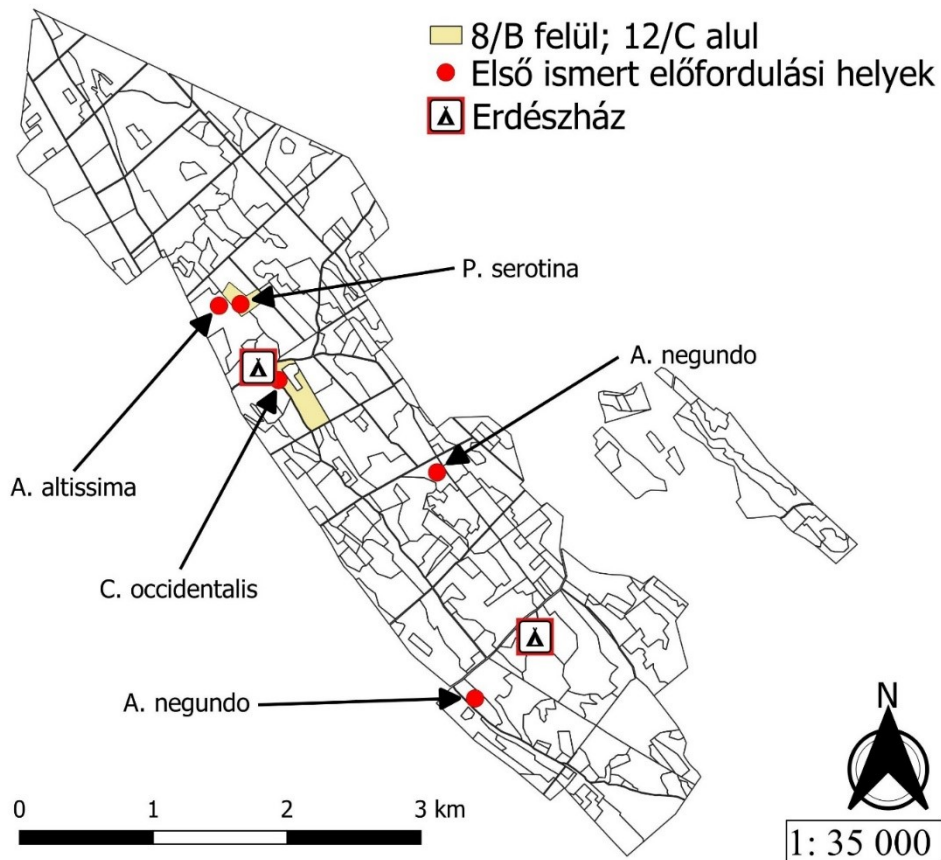 8/B felül; 12/C alul
Első ismert előfordulási helyek
Erdészház
P. serotina
A. negundo
A. altissima
C. occidentalis
A. negundo
N
0 1 2 3 km
1: 35 000